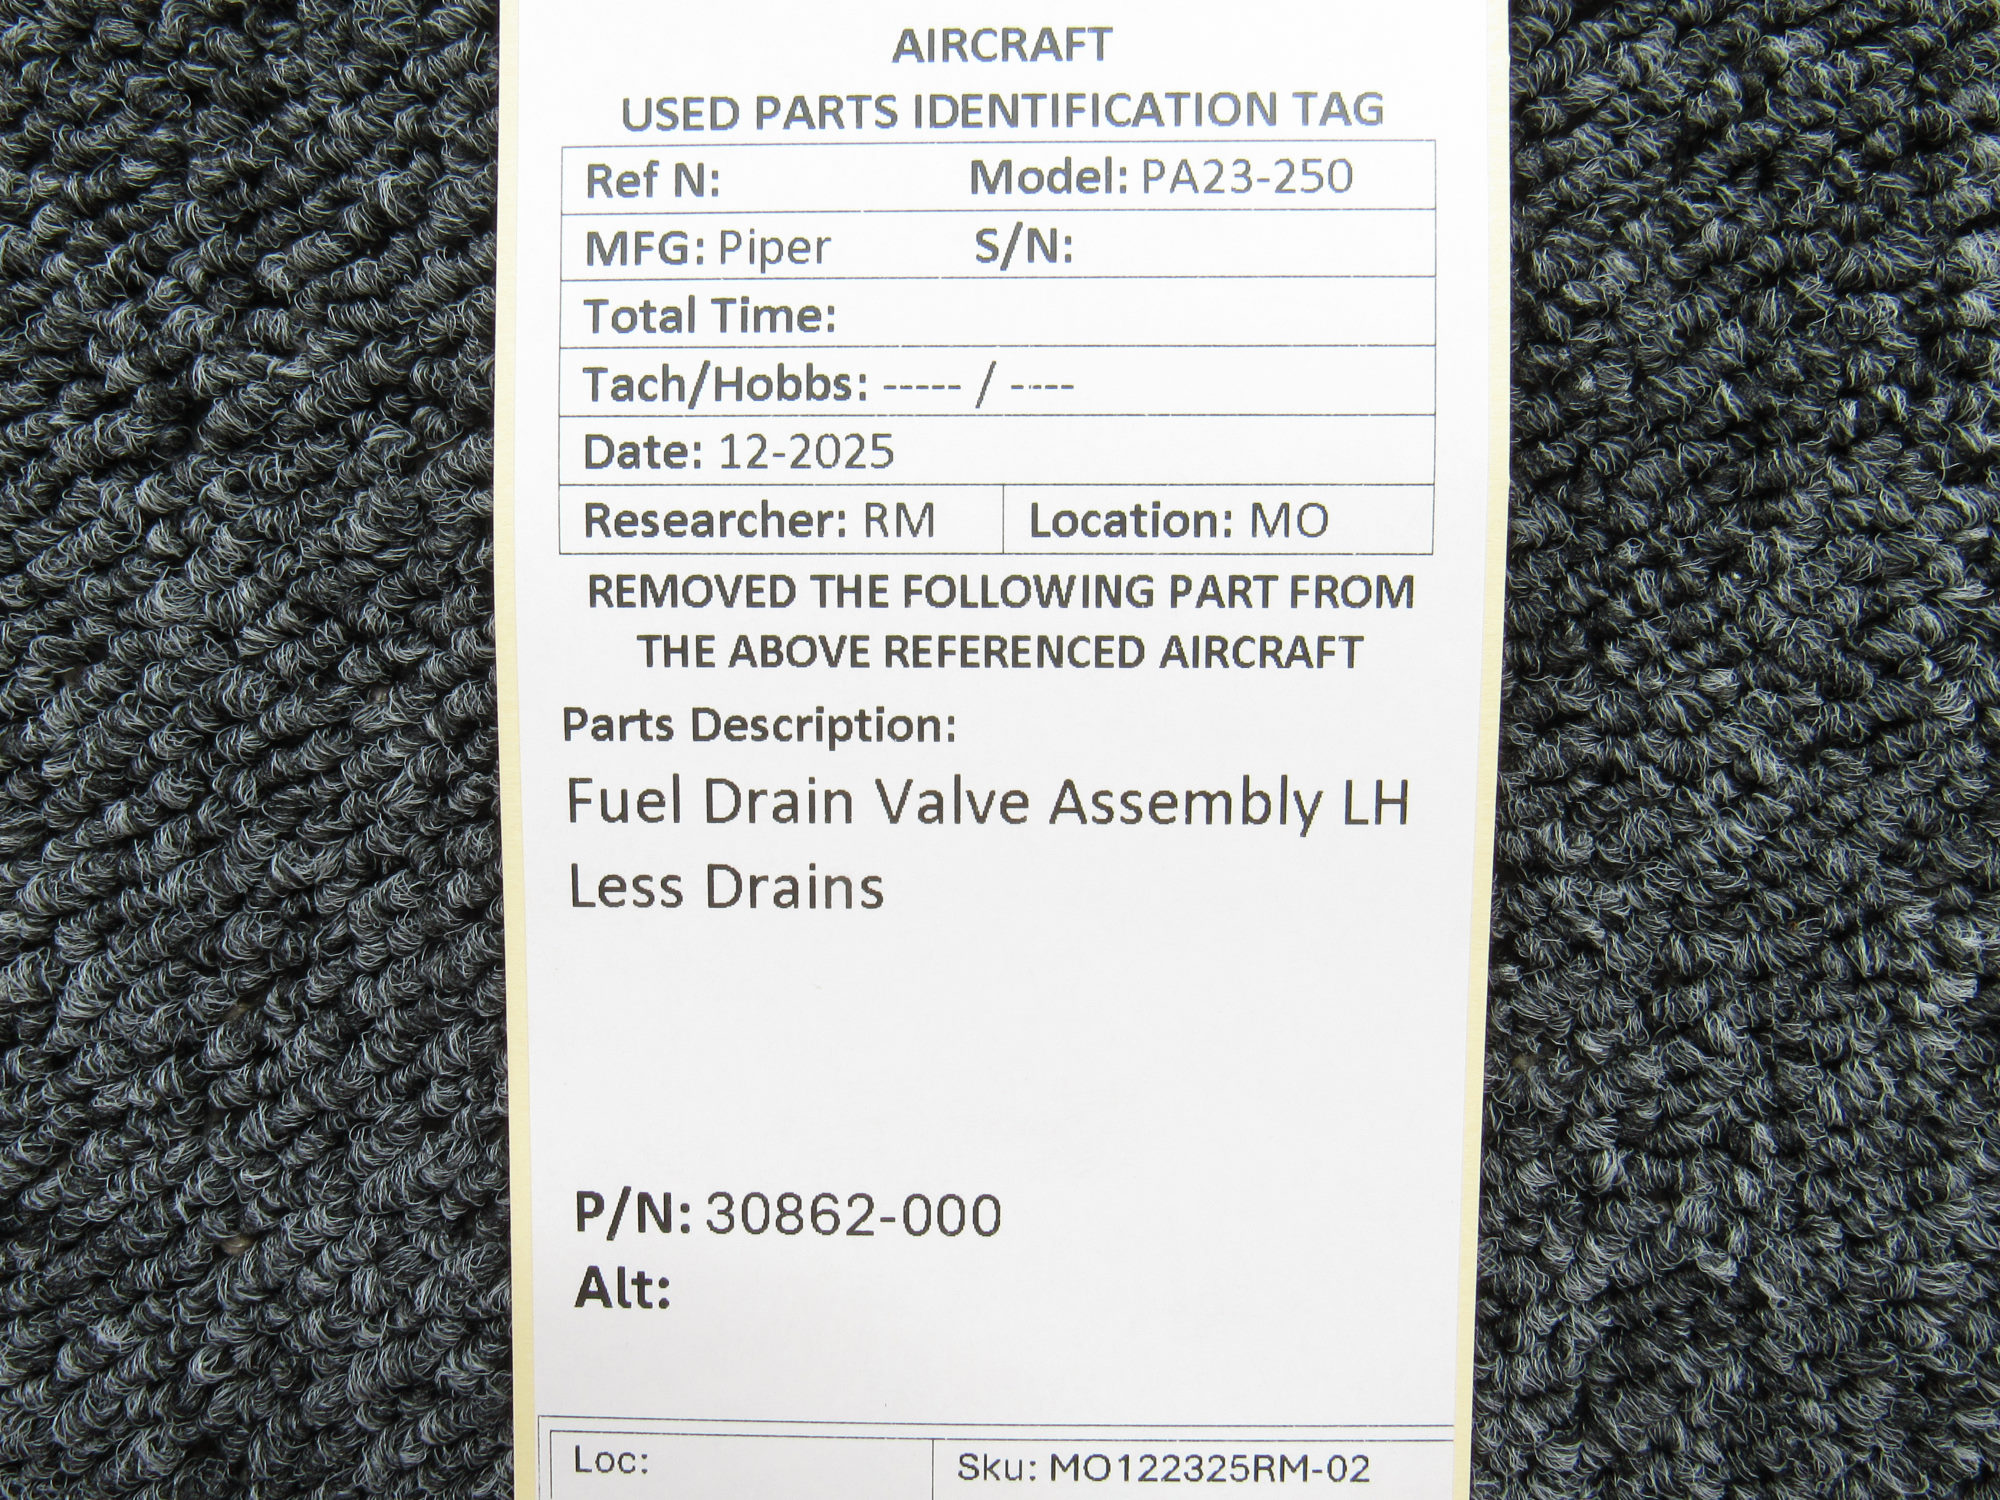 AIRCRAFT
USED PARTS IDENTIFICATION TAG
Ref N: Model: PA23-250
MFG: Piper S/N:
Total Time:
Tach/Hobbs: ----- / ----
Date: 12-2025
Researcher: RM Location: MO
REMOVED THE FOLLOWING PART FROM
THE ABOVE REFERENCED AIRCRAFT
Parts Description:
Fuel Drain Valve Assembly LH
Less Drains
P/N: 30862-000
Alt:
Loc: Sku: MO122325RM-02